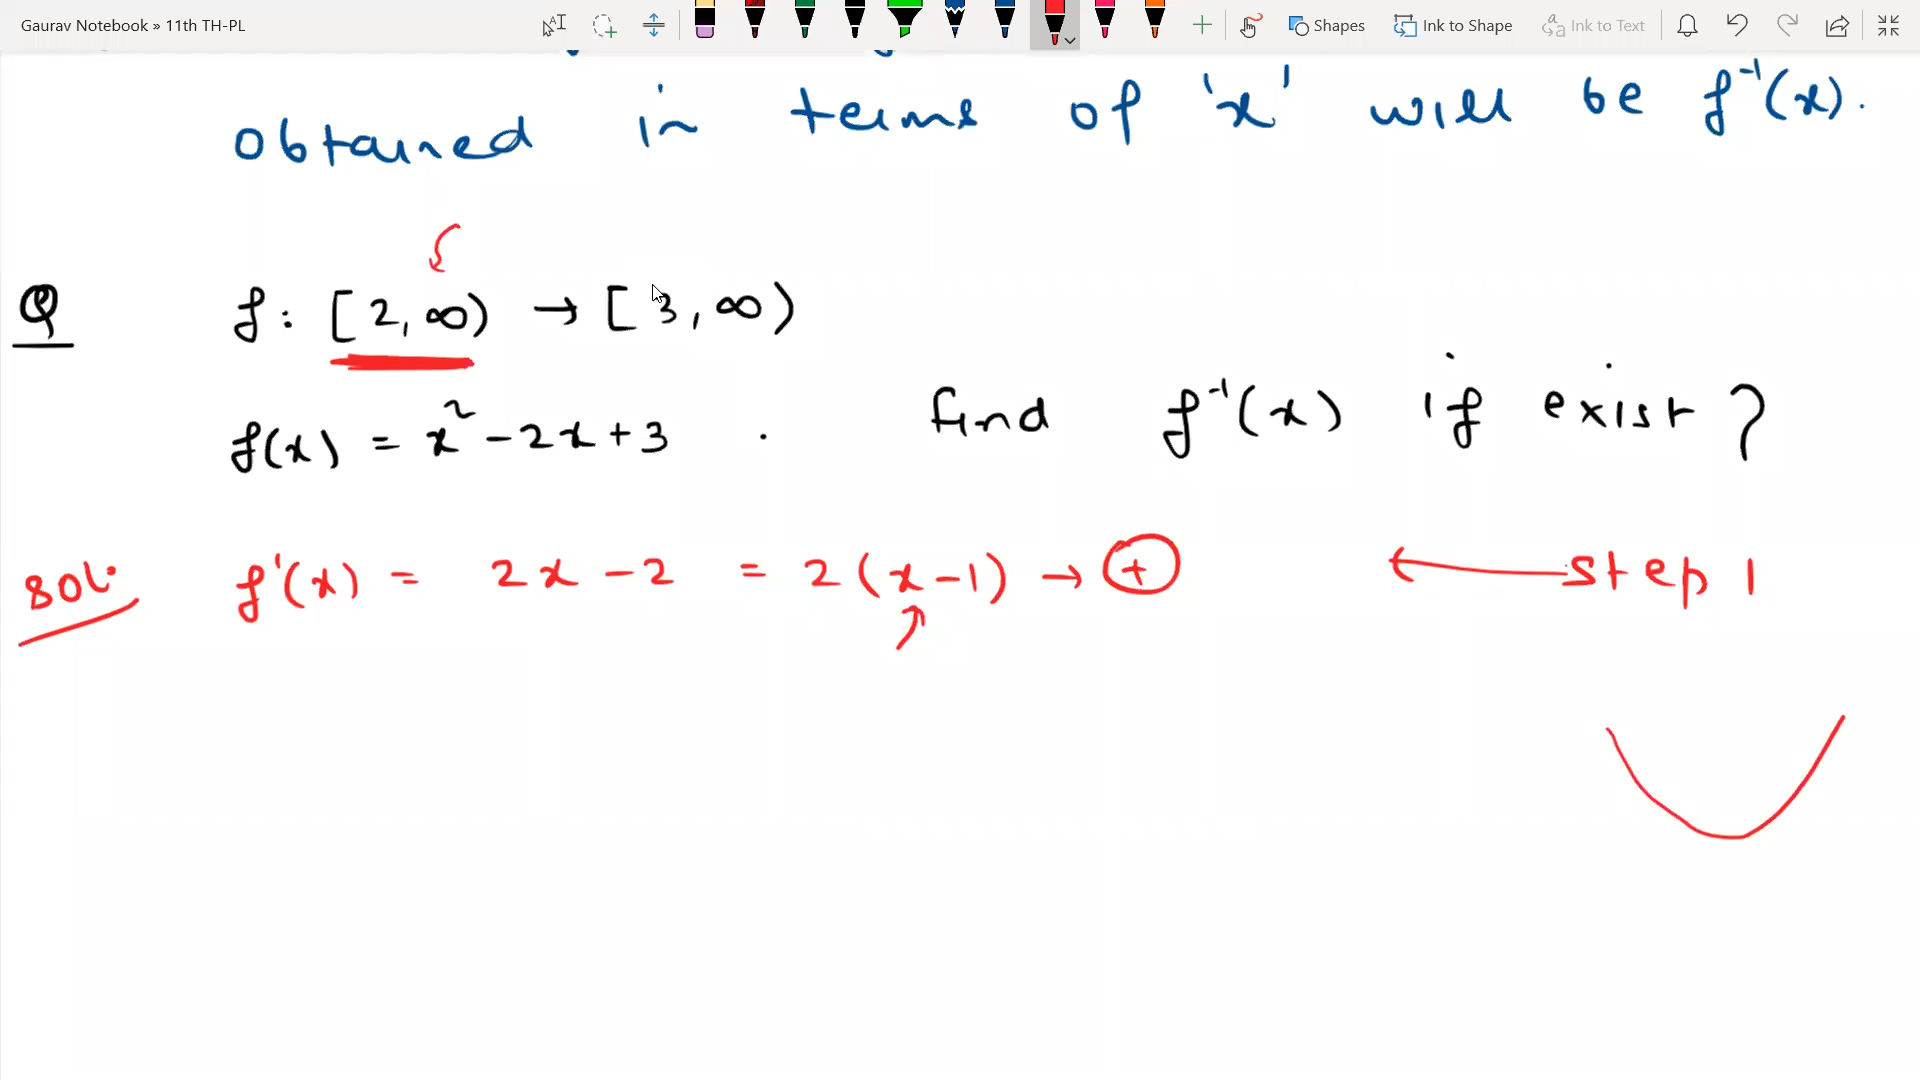 Gaurav Notebook » 11th TH-PL
Shapes Ink to Shape Ink to Text
obtained in terms of 'x' will be f⁻¹(x).
Q f: [2, ∞) → [3, ∞)
f(x) = x² - 2x + 3 . find f⁻¹(x) if exist?
Sol. f'(x) = 2x - 2 = 2(x-1) → + ← step 1